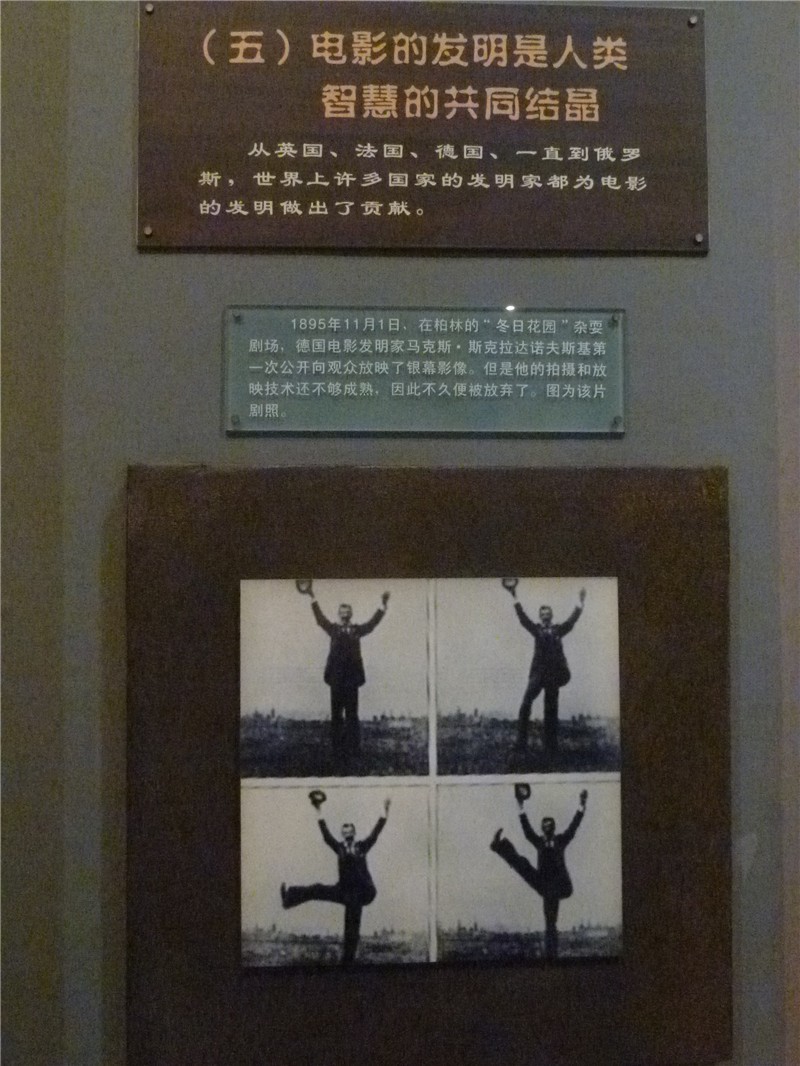 （五）电影的发明是人类
智慧的共同结晶
从英国、法国、德国、一直到俄罗
斯，世界上许多国家的发明家都为电影
的发明做出了贡献。
1895年11月1日、在柏林的“冬日花园”杂耍
剧场，德国电影发明家马克斯·斯克拉达诺夫斯基第
一次公开向观众放映了银幕影像。但是他的拍摄和放
映技术还不够成熟，因此不久便被放弃了。图为该片
剧照。